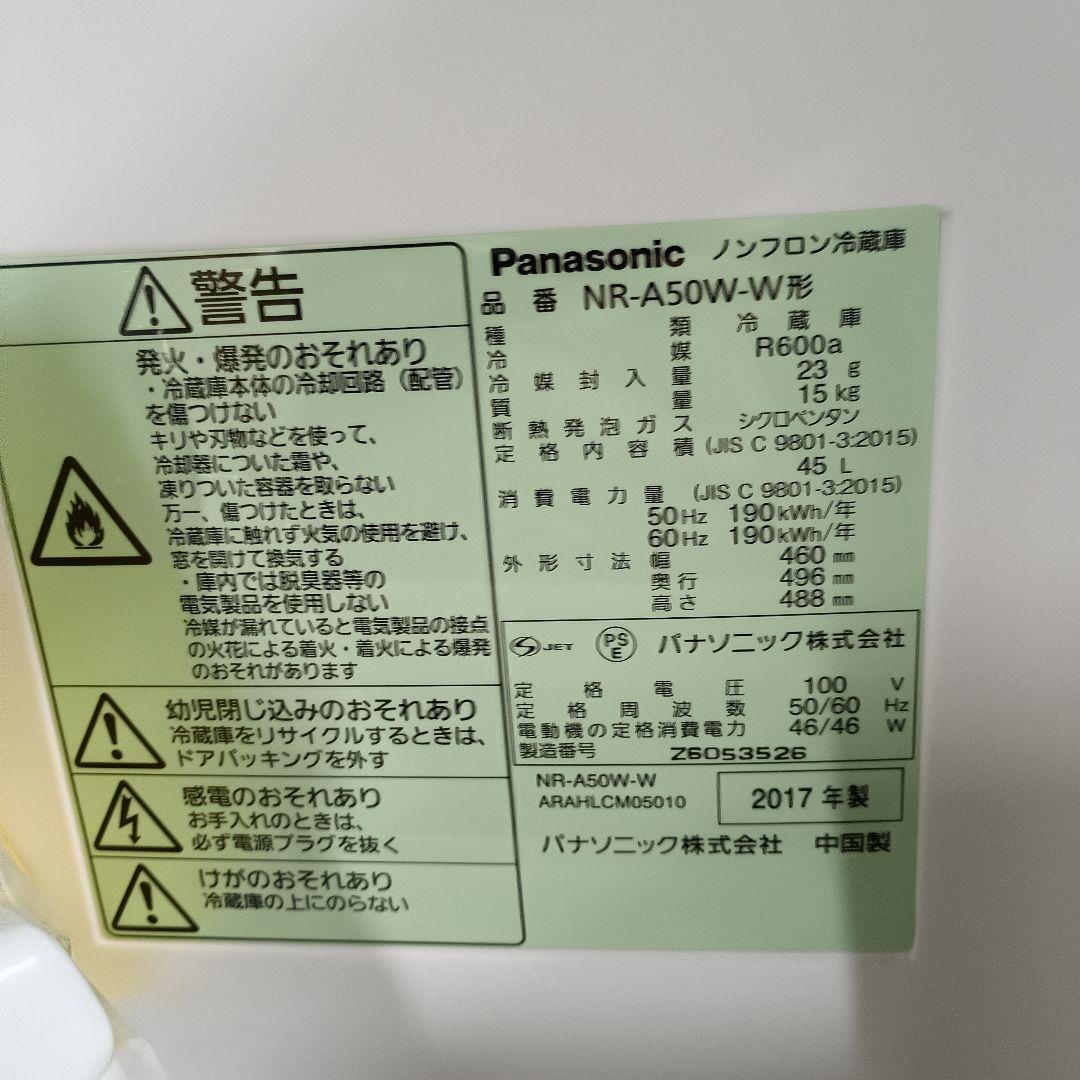 警告
発火・爆発のおそれあり
・冷蔵庫本体の冷却回路（配管）
を傷つけない
キリや刃物などを使って、
冷却器についた霜や、
凍りついた容器を取らない
万一、傷つけたときは、
冷蔵庫に触れず火気の使用を避け、
窓を開けて換気する
・庫内では脱臭器等の
電気製品を使用しない
冷媒が漏れていると電気製品の接点
の火花による着火・着火による爆発
のおそれがあります
幼児閉じ込みのおそれあり
冷蔵庫をリサイクルするときは、
ドアパッキングを外す
感電のおそれあり
お手入れのときは、
必ず電源プラグを抜く
けがのおそれあり
冷蔵庫の上にのらない
Panasonic ノンフロン冷蔵庫
品番 NR-A50W-W形
種類 冷蔵庫
冷媒 R600a
冷媒封入量 23 g
質量 15 kg
断熱発泡ガス シクロペンタン
定格内容積 (JIS C 9801-3:2015)
45 L
消費電力量 (JIS C 9801-3:2015)
50Hz 190kWh/年
60Hz 190kWh/年
外形寸法 幅 460 mm
奥行 496 mm
高さ 488 mm
S JET PSE パナソニック株式会社
定格電圧 100 V
定格周波数 50/60 Hz
電動機の定格消費電力 46/46 W
製造番号 Z6053526
NR-A50W-W
ARAHLCM05010
2017 年製
パナソニック株式会社 中国製